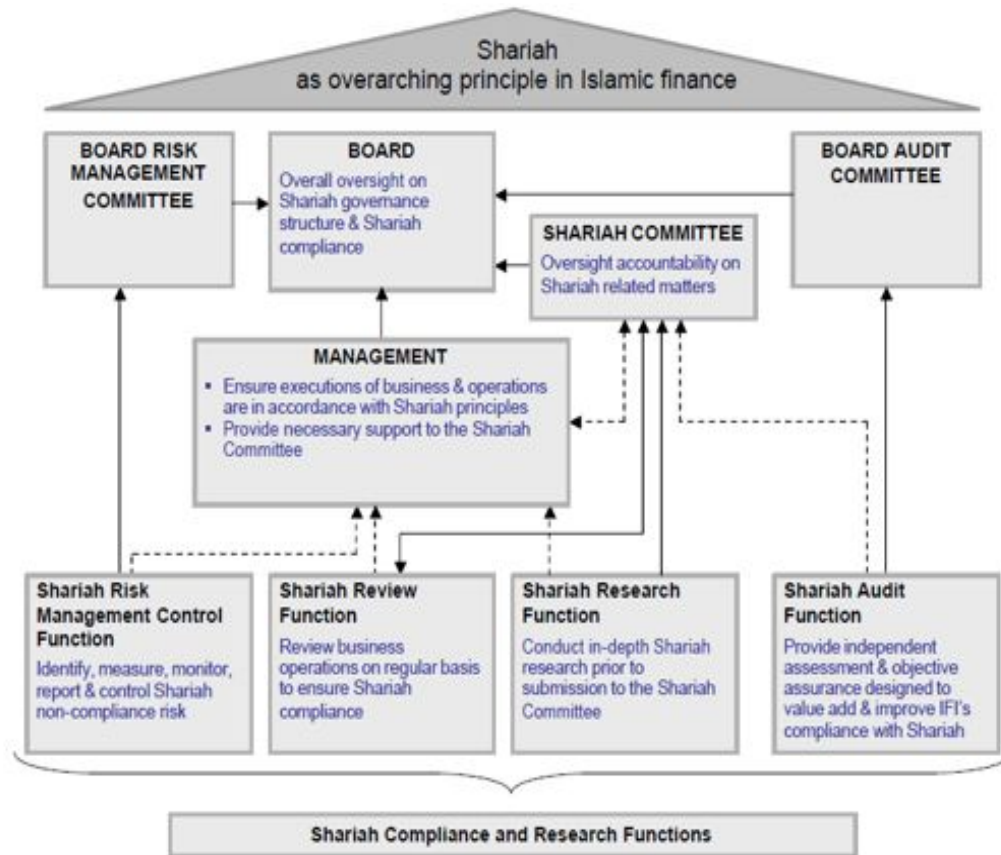 Shariah
as overarching principle in Islamic finance
BOARD RISK
MANAGEMENT
COMMITTEE
BOARD
Overall oversight on
Shariah governance
structure & Shariah
compliance
BOARD AUDIT
COMMITTEE
SHARIAH COMMITTEE
Oversight accountability on
Shariah related matters
MANAGEMENT
▪ Ensure executions of business & operations
are in accordance with Shariah principles
▪ Provide necessary support to the Shariah
Committee
Shariah Risk
Management Control
Function
Identify, measure, monitor,
report & control Shariah
non-compliance risk
Shariah Review
Function
Review business
operations on regular basis
to ensure Shariah
compliance
Shariah Research
Function
Conduct in-depth Shariah
research prior to
submission to the Shariah
Committee
Shariah Audit
Function
Provide independent
assessment & objective
assurance designed to
value add & improve IFI's
compliance with Shariah
Shariah Compliance and Research Functions